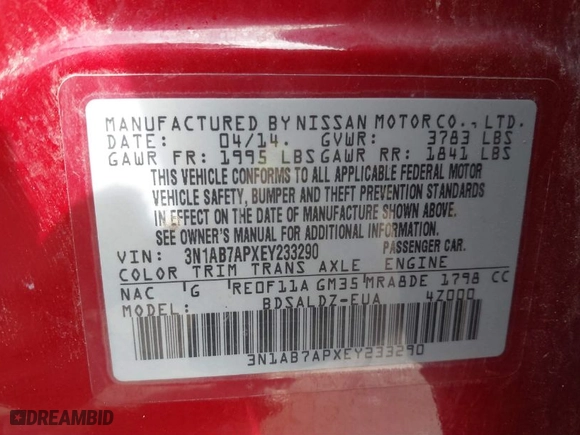 MANUFACTURED BY NISSAN MOTOR CO., LTD.
DATE: 04/14. GVWR: 3783 LBS
GAWR FR: 1995 LBS GAWR RR: 1841 LBS
THIS VEHICLE CONFORMS TO ALL APPLICABLE FEDERAL MOTOR
VEHICLE SAFETY, BUMPER AND THEFT PREVENTION STANDARDS
IN EFFECT ON THE DATE OF MANUFACTURE SHOWN ABOVE.
SEE OWNER'S MANUAL FOR ADDITIONAL INFORMATION.
VIN: 3N1AB7APXEY233290 PASSENGER CAR.
COLOR TRIM TRANS AXLE ENGINE
NAC G RE0F11A GM35 MRA8DE 1798 CC
MODEL: BDSALDZ-EUA 4Z000
3N1AB7APXEY233290
DREAMBID